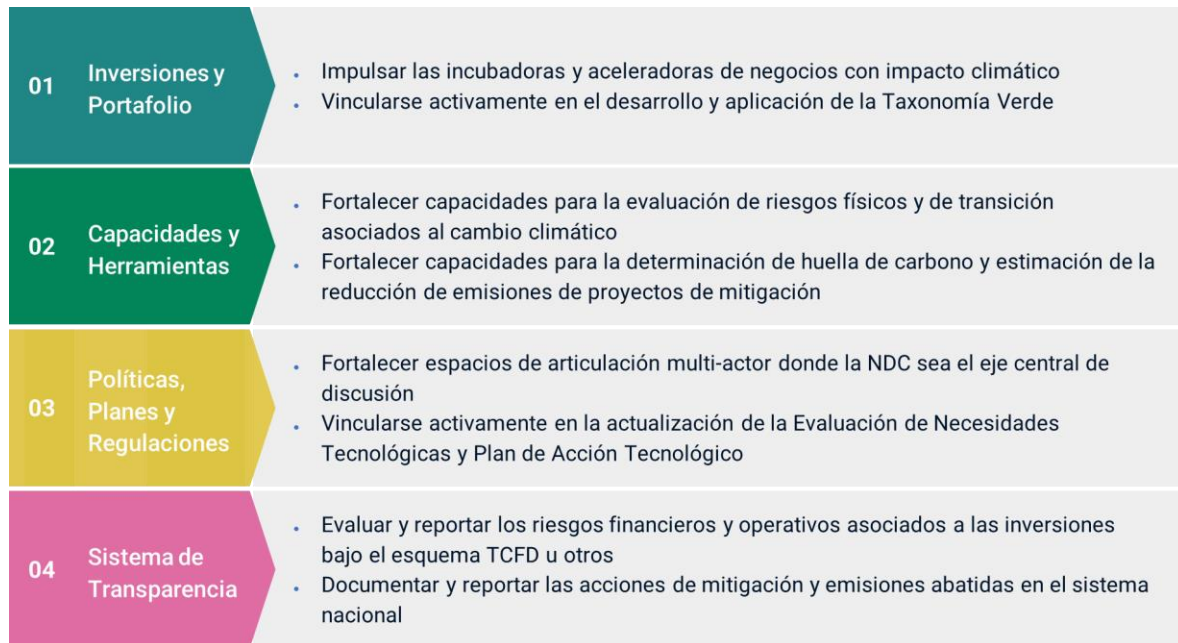 01
Inversiones y
Portafolio
• Impulsar las incubadoras y aceleradoras de negocios con impacto climático
• Vincularse activamente en el desarrollo y aplicación de la Taxonomía Verde
02
Capacidades y
Herramientas
• Fortalecer capacidades para la evaluación de riesgos físicos y de transición
asociados al cambio climático
• Fortalecer capacidades para la determinación de huella de carbono y estimación de la
reducción de emisiones de proyectos de mitigación
03
Políticas,
Planes y
Regulaciones
• Fortalecer espacios de articulación multi-actor donde la NDC sea el eje central de
discusión
• Vincularse activamente en la actualización de la Evaluación de Necesidades
Tecnológicas y Plan de Acción Tecnológico
04
Sistema de
Transparencia
• Evaluar y reportar los riesgos financieros y operativos asociados a las inversiones
bajo el esquema TCFD u otros
• Documentar y reportar las acciones de mitigación y emisiones abatidas en el sistema
nacional